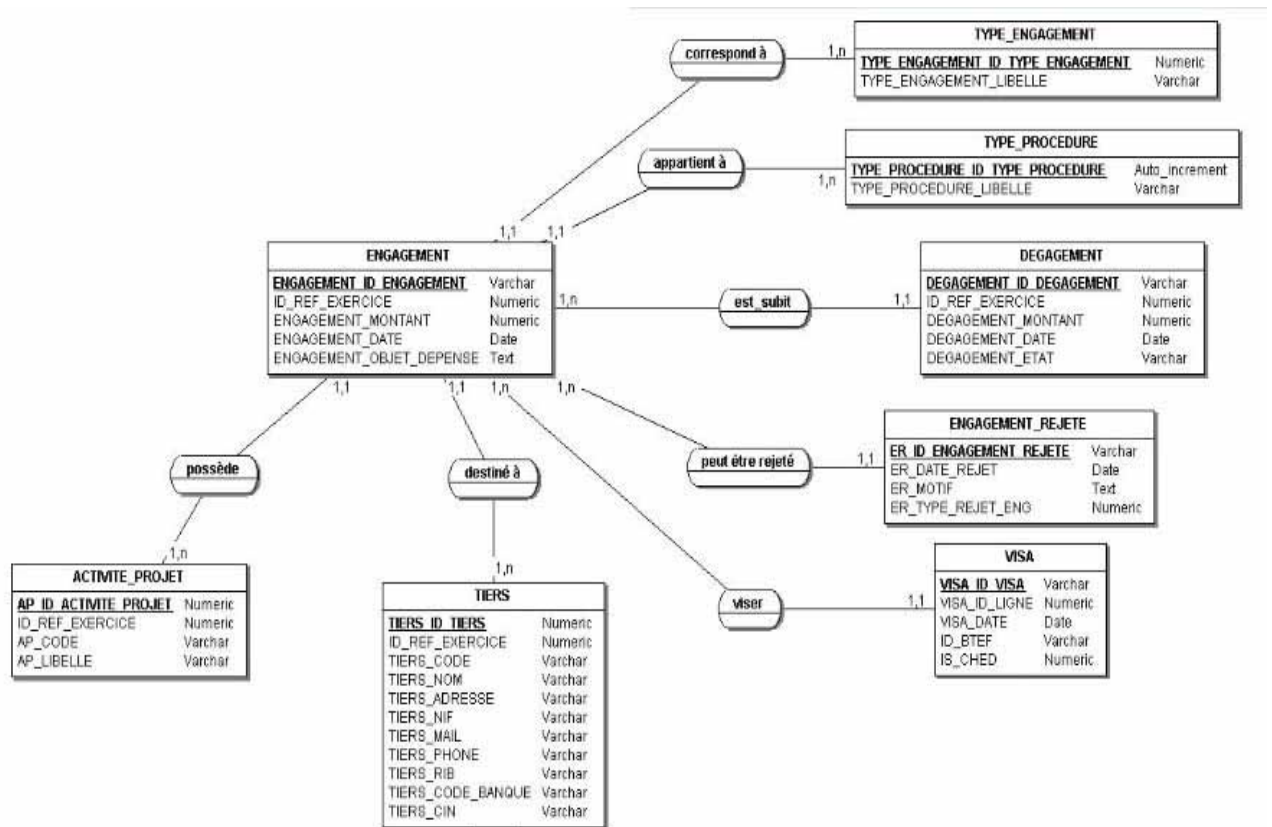 correspond à
1,n
TYPE_ENGAGEMENT
TYPE_ENGAGEMENT_ID_TYPE_ENGAGEMENT Numeric
TYPE_ENGAGEMENT_LIBELLE Varchar
appartient à
1,n
TYPE_PROCEDURE
TYPE_PROCEDURE_ID_TYPE_PROCEDURE Auto_increment
TYPE_PROCEDURE_LIBELLE Varchar
1,1
1,1
ENGAGEMENT
ENGAGEMENT_ID_ENGAGEMENT Varchar
ID_REF_EXERCICE Numeric
ENGAGEMENT_MONTANT Numeric
ENGAGEMENT_DATE Date
ENGAGEMENT_OBJET_DEPENSE Text
1,n
est_subit
1,1
DEGAGEMENT
DEGAGEMENT_ID_DEGAGEMENT Varchar
ID_REF_EXERCICE Numeric
DEGAGEMENT_MONTANT Numeric
DEGAGEMENT_DATE Date
DEGAGEMENT_ETAT Varchar
1,1
1,1
1,n
1,n
possède
destiné à
peut étre rejeté
1,1
ENGAGEMENT_REJETE
ER_ID_ENGAGEMENT_REJETE Varchar
ER_DATE_REJET Date
ER_MOTIF Text
ER_TYPE_REJET_ENG Numeric
1,n
ACTIVITE_PROJET
AP_ID_ACTIVITE_PROJET Numeric
ID_REF_EXERCICE Numeric
AP_CODE Varchar
AP_LIBELLE Varchar
1,n
TIERS
TIERS_ID_TIERS Numeric
ID_REF_EXERCICE Numeric
TIERS_CODE Varchar
TIERS_NOM Varchar
TIERS_ADRESSE Varchar
TIERS_NIF Varchar
TIERS_MAIL Varchar
TIERS_PHONE Varchar
TIERS_RIB Varchar
TIERS_CODE_BANQUE Varchar
TIERS_CIN Varchar
viser
1,1
VISA
VISA_ID_VISA Varchar
VISA_ID_LIGNE Numeric
VISA_DATE Date
ID_BTEF Varchar
IS_CHED Numeric